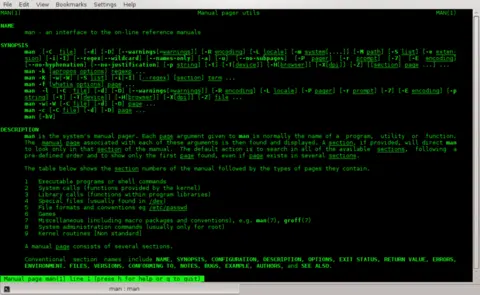 File Edit View Bookmarks Settings Help
MAN(1) Manual pager utils MAN(1)
NAME
man - an interface to the on-line reference manuals
SYNOPSIS
man [-C file] [-d] [-D] [--warnings[=warnings]] [-R encoding] [-L locale] [-m system[,...]] [-M path] [-S list] [-e exten-
sion] [-i|-I] [--regex|--wildcard] [--names-only] [-a] [-u] [--no-subpages] [-P pager] [-r prompt] [-7] [-E encoding]
[--no-hyphenation] [--no-justification] [-p string] [-t] [-T[device]] [-H[browser]] [-X[dpi]] [-Z] [[section] page ...] ...
man -k [apropos options] regexp ...
man -K [-w|-W] [-S list] [-i|-I] [--regex] [section] term ...
man -f [whatis options] page ...
man -l [-C file] [-d] [-D] [--warnings[=warnings]] [-R encoding] [-L locale] [-P pager] [-r prompt] [-7] [-E encoding] [-p
string] [-t] [-T[device]] [-H[browser]] [-X[dpi]] [-Z] file ...
man -w|-W [-C file] [-d] [-D] page ...
man -c [-C file] [-d] [-D] page ...
man [-hV]
DESCRIPTION
man is the system's manual pager. Each page argument given to man is normally the name of a program, utility or function.
The manual page associated with each of these arguments is then found and displayed. A section, if provided, will direct man
to look only in that section of the manual. The default action is to search in all of the available sections, following a
pre-defined order and to show only the first page found, even if page exists in several sections.
The table below shows the section numbers of the manual followed by the types of pages they contain.
1 Executable programs or shell commands
2 System calls (functions provided by the kernel)
3 Library calls (functions within program libraries)
4 Special files (usually found in /dev)
5 File formats and conventions eg /etc/passwd
6 Games
7 Miscellaneous (including macro packages and conventions), e.g. man(7), groff(7)
8 System administration commands (usually only for root)
9 Kernel routines [Non standard]
A manual page consists of several sections.
Conventional section names include NAME, SYNOPSIS, CONFIGURATION, DESCRIPTION, OPTIONS, EXIT STATUS, RETURN VALUE, ERRORS,
ENVIRONMENT, FILES, VERSIONS, CONFORMING TO, NOTES, BUGS, EXAMPLE, AUTHORS, and SEE ALSO.
Manual page man(1) line 1 (press h for help or q to quit)
man : man